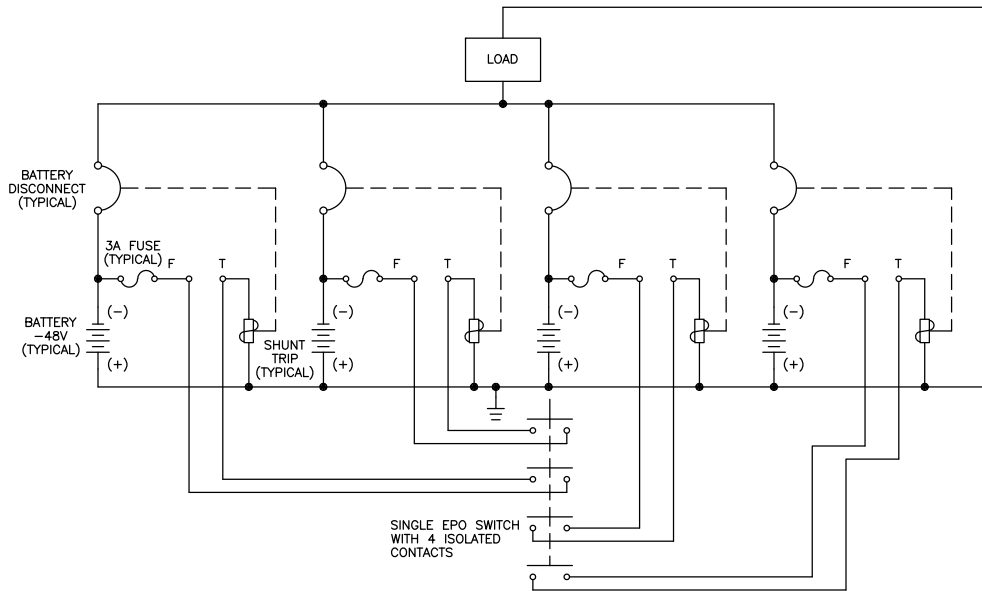 LOAD
BATTERY
DISCONNECT
(TYPICAL)
3A FUSE
(TYPICAL)
F
T
F
T
F
T
F
T
BATTERY
-48V
(TYPICAL)
(-)
(+)
SHUNT
TRIP
(TYPICAL)
(-)
(+)
(-)
(+)
(-)
(+)
SINGLE EPO SWITCH
WITH 4 ISOLATED
CONTACTS